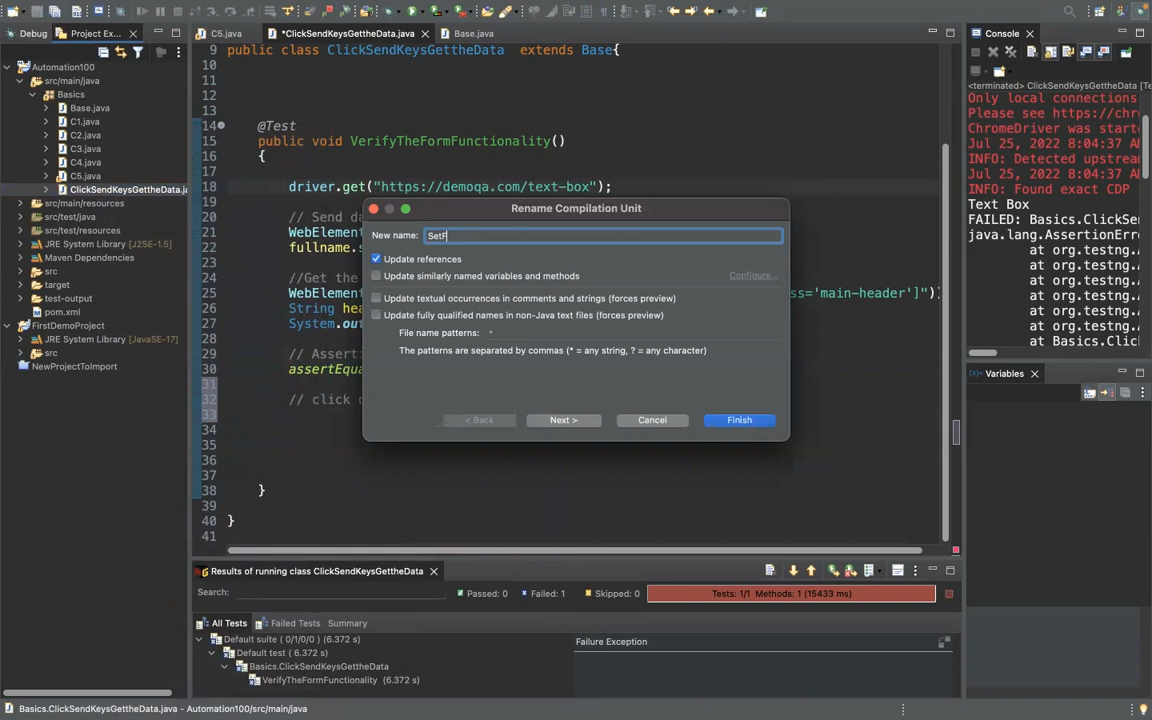 Debug
Project Ex...
Automation100
src/main/java
Basics
Base.java
C1.java
C2.java
C3.java
C4.java
C5.java
ClickSendKeysGettheData.ja
src/main/resources
src/test/java
src/test/resources
JRE System Library [J2SE-1.5]
Maven Dependencies
src
target
test-output
pom.xml
FirstDemoProject
JRE System Library [JavaSE-17]
src
NewProjectToImport
C5.java
*ClickSendKeysGettheData.java
Base.java
9 public class ClickSendKeysGettheData extends Base{
10
11
12
13
14 @Test
15 public void VerifyTheFormFunctionality()
16 {
17
18 driver.get("https://demoqa.com/text-box");
19
20 // Send da
21 WebElement
22 fullname.s
23
24 //Get the
25 WebElement ss='main-header']"))
26 String hea
27 System.out
28
29 // Asserti
30 assertEqua
31
32 // click o
33
34
35
36
37
38 }
39
40 }
41
Rename Compilation Unit
New name: SetF
Update references
Update similarly named variables and methods
Configure...
Update textual occurrences in comments and strings (forces preview)
Update fully qualified names in non-Java text files (forces preview)
File name patterns: *
The patterns are separated by commas (* = any string, ? = any character)
< Back
Next >
Cancel
Finish
Console
<terminated> ClickSendKeysGettheData [Te
Only local connections
Please see https://chro
ChromeDriver was starte
Jul 25, 2022 8:04:37 AM
INFO: Detected upstream
Jul 25, 2022 8:04:37 AM
INFO: Found exact CDP
Text Box
FAILED: Basics.ClickSen
java.lang.AssertionErro
at org.testng.A
at org.testng.A
at org.testng.A
at org.testng.A
at org.testng.A
at org.testng.A
at Basics.Click
Variables
Results of running class ClickSendKeysGettheData
Search:
Passed: 0
Failed: 1
Skipped: 0
Tests: 1/1 Methods: 1 (15433 ms)
All Tests
Failed Tests
Summary
Default suite ( 0/1/0/0 ) (6.372 s)
Default test (6.372 s)
Basics.ClickSendKeysGettheData
VerifyTheFormFunctionality (6.372 s)
Failure Exception
Basics.ClickSendKeysGettheData.java - Automation100/src/main/java